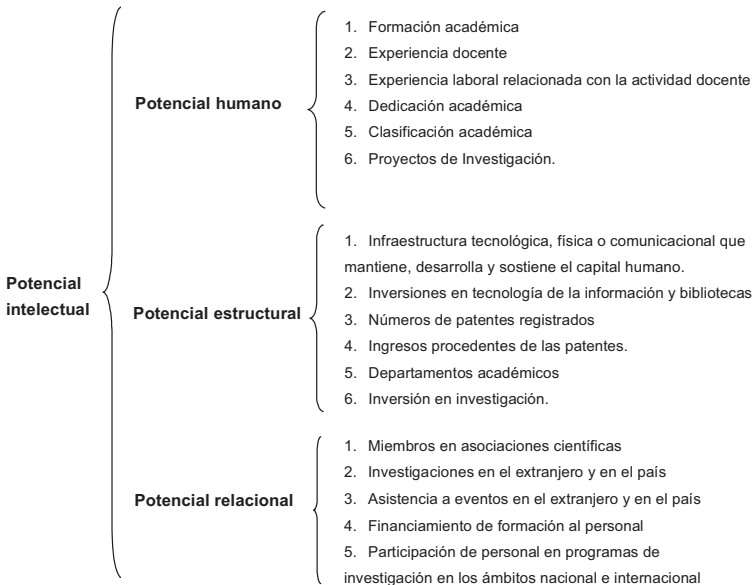 Potencial intelectual
Potencial humano
1. Formación académica
2. Experiencia docente
3. Experiencia laboral relacionada con la actividad docente
4. Dedicación académica
5. Clasificación académica
6. Proyectos de Investigación.
Potencial estructural
1. Infraestructura tecnológica, física o comunicacional que
mantiene, desarrolla y sostiene el capital humano.
2. Inversiones en tecnología de la información y bibliotecas
3. Números de patentes registrados
4. Ingresos procedentes de las patentes.
5. Departamentos académicos
6. Inversión en investigación.
Potencial relacional
1. Miembros en asociaciones científicas
2. Investigaciones en el extranjero y en el país
3. Asistencia a eventos en el extranjero y en el país
4. Financiamiento de formación al personal
5. Participación de personal en programas de
investigación en los ámbitos nacional e internacional